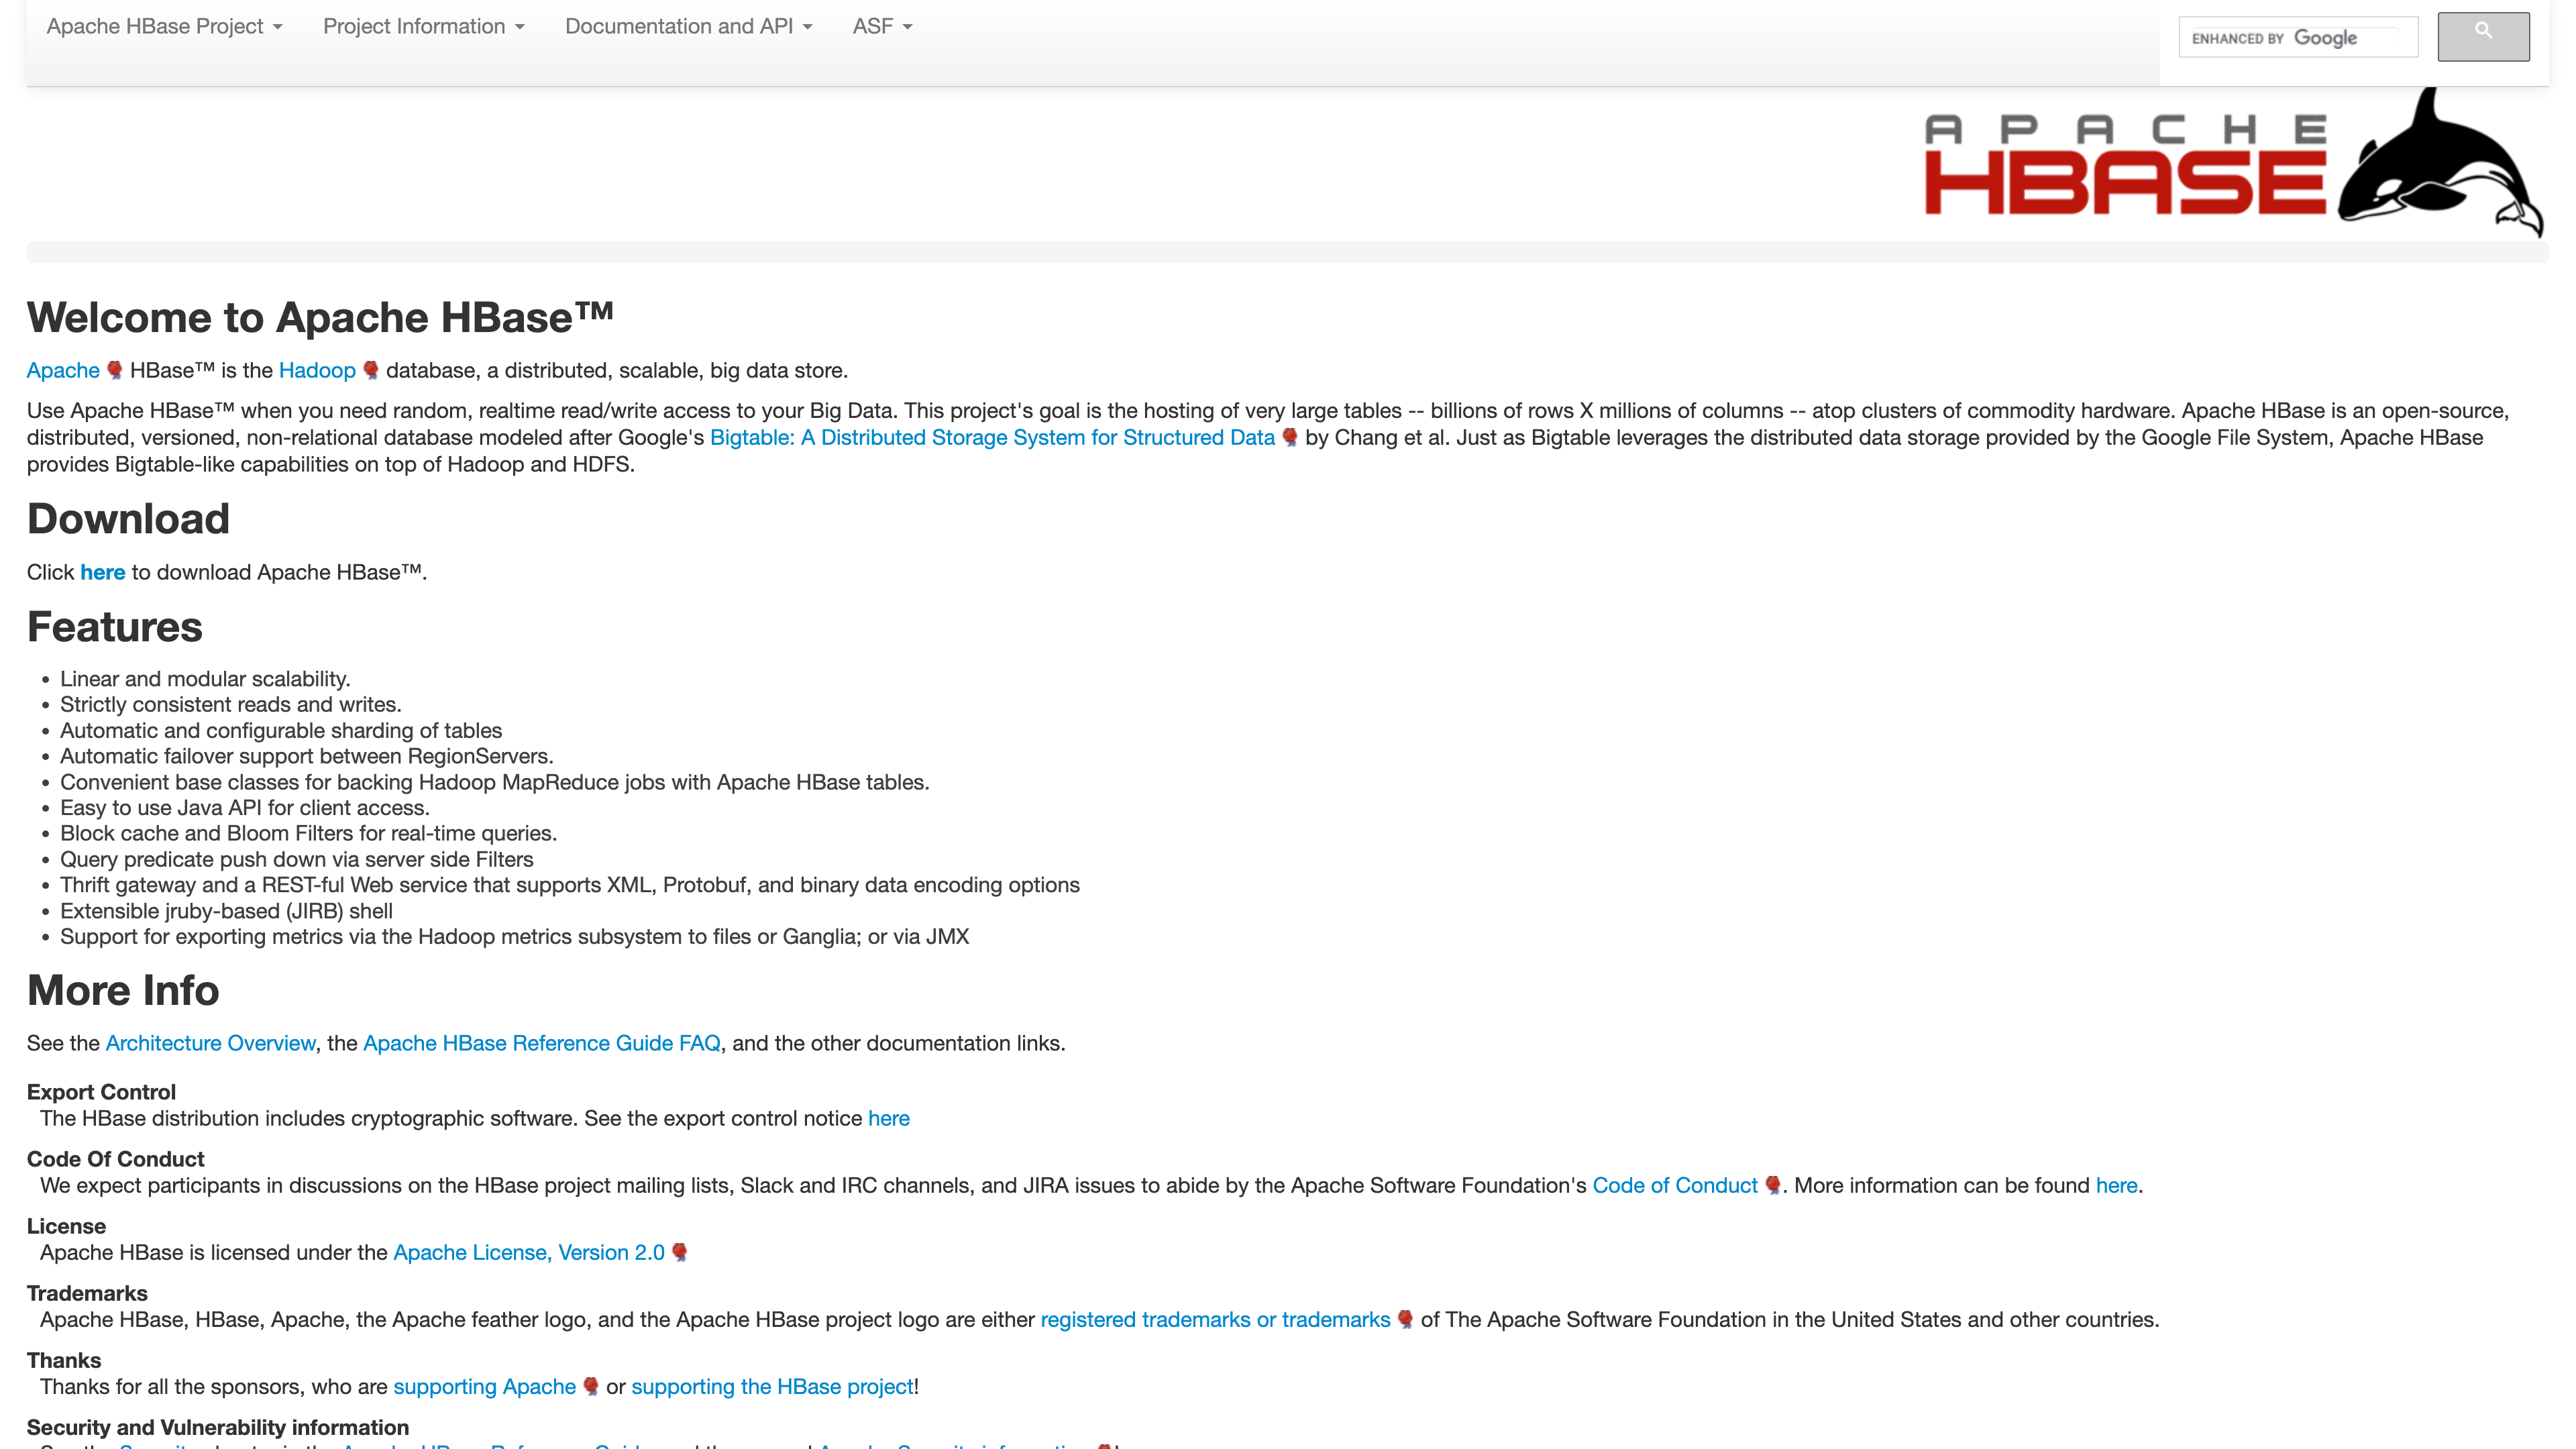 Apache HBase Project Project Information Documentation and API ASF
ENHANCED BY Google
APACHE
HBASE
Welcome to Apache HBase™
Apache HBase™ is the Hadoop database, a distributed, scalable, big data store.
Use Apache HBase™ when you need random, realtime read/write access to your Big Data. This project's goal is the hosting of very large tables -- billions of rows X millions of columns -- atop clusters of commodity hardware. Apache HBase is an open-source,
distributed, versioned, non-relational database modeled after Google's Bigtable: A Distributed Storage System for Structured Data by Chang et al. Just as Bigtable leverages the distributed data storage provided by the Google File System, Apache HBase
provides Bigtable-like capabilities on top of Hadoop and HDFS.
Download
Click here to download Apache HBase™.
Features
• Linear and modular scalability.
• Strictly consistent reads and writes.
• Automatic and configurable sharding of tables
• Automatic failover support between RegionServers.
• Convenient base classes for backing Hadoop MapReduce jobs with Apache HBase tables.
• Easy to use Java API for client access.
• Block cache and Bloom Filters for real-time queries.
• Query predicate push down via server side Filters
• Thrift gateway and a REST-ful Web service that supports XML, Protobuf, and binary data encoding options
• Extensible jruby-based (JIRB) shell
• Support for exporting metrics via the Hadoop metrics subsystem to files or Ganglia; or via JMX
More Info
See the Architecture Overview, the Apache HBase Reference Guide FAQ, and the other documentation links.
Export Control
The HBase distribution includes cryptographic software. See the export control notice here
Code Of Conduct
We expect participants in discussions on the HBase project mailing lists, Slack and IRC channels, and JIRA issues to abide by the Apache Software Foundation's Code of Conduct . More information can be found here.
License
Apache HBase is licensed under the Apache License, Version 2.0
Trademarks
Apache HBase, HBase, Apache, the Apache feather logo, and the Apache HBase project logo are either registered trademarks or trademarks of The Apache Software Foundation in the United States and other countries.
Thanks
Thanks for all the sponsors, who are supporting Apache or supporting the HBase project!
Security and Vulnerability information